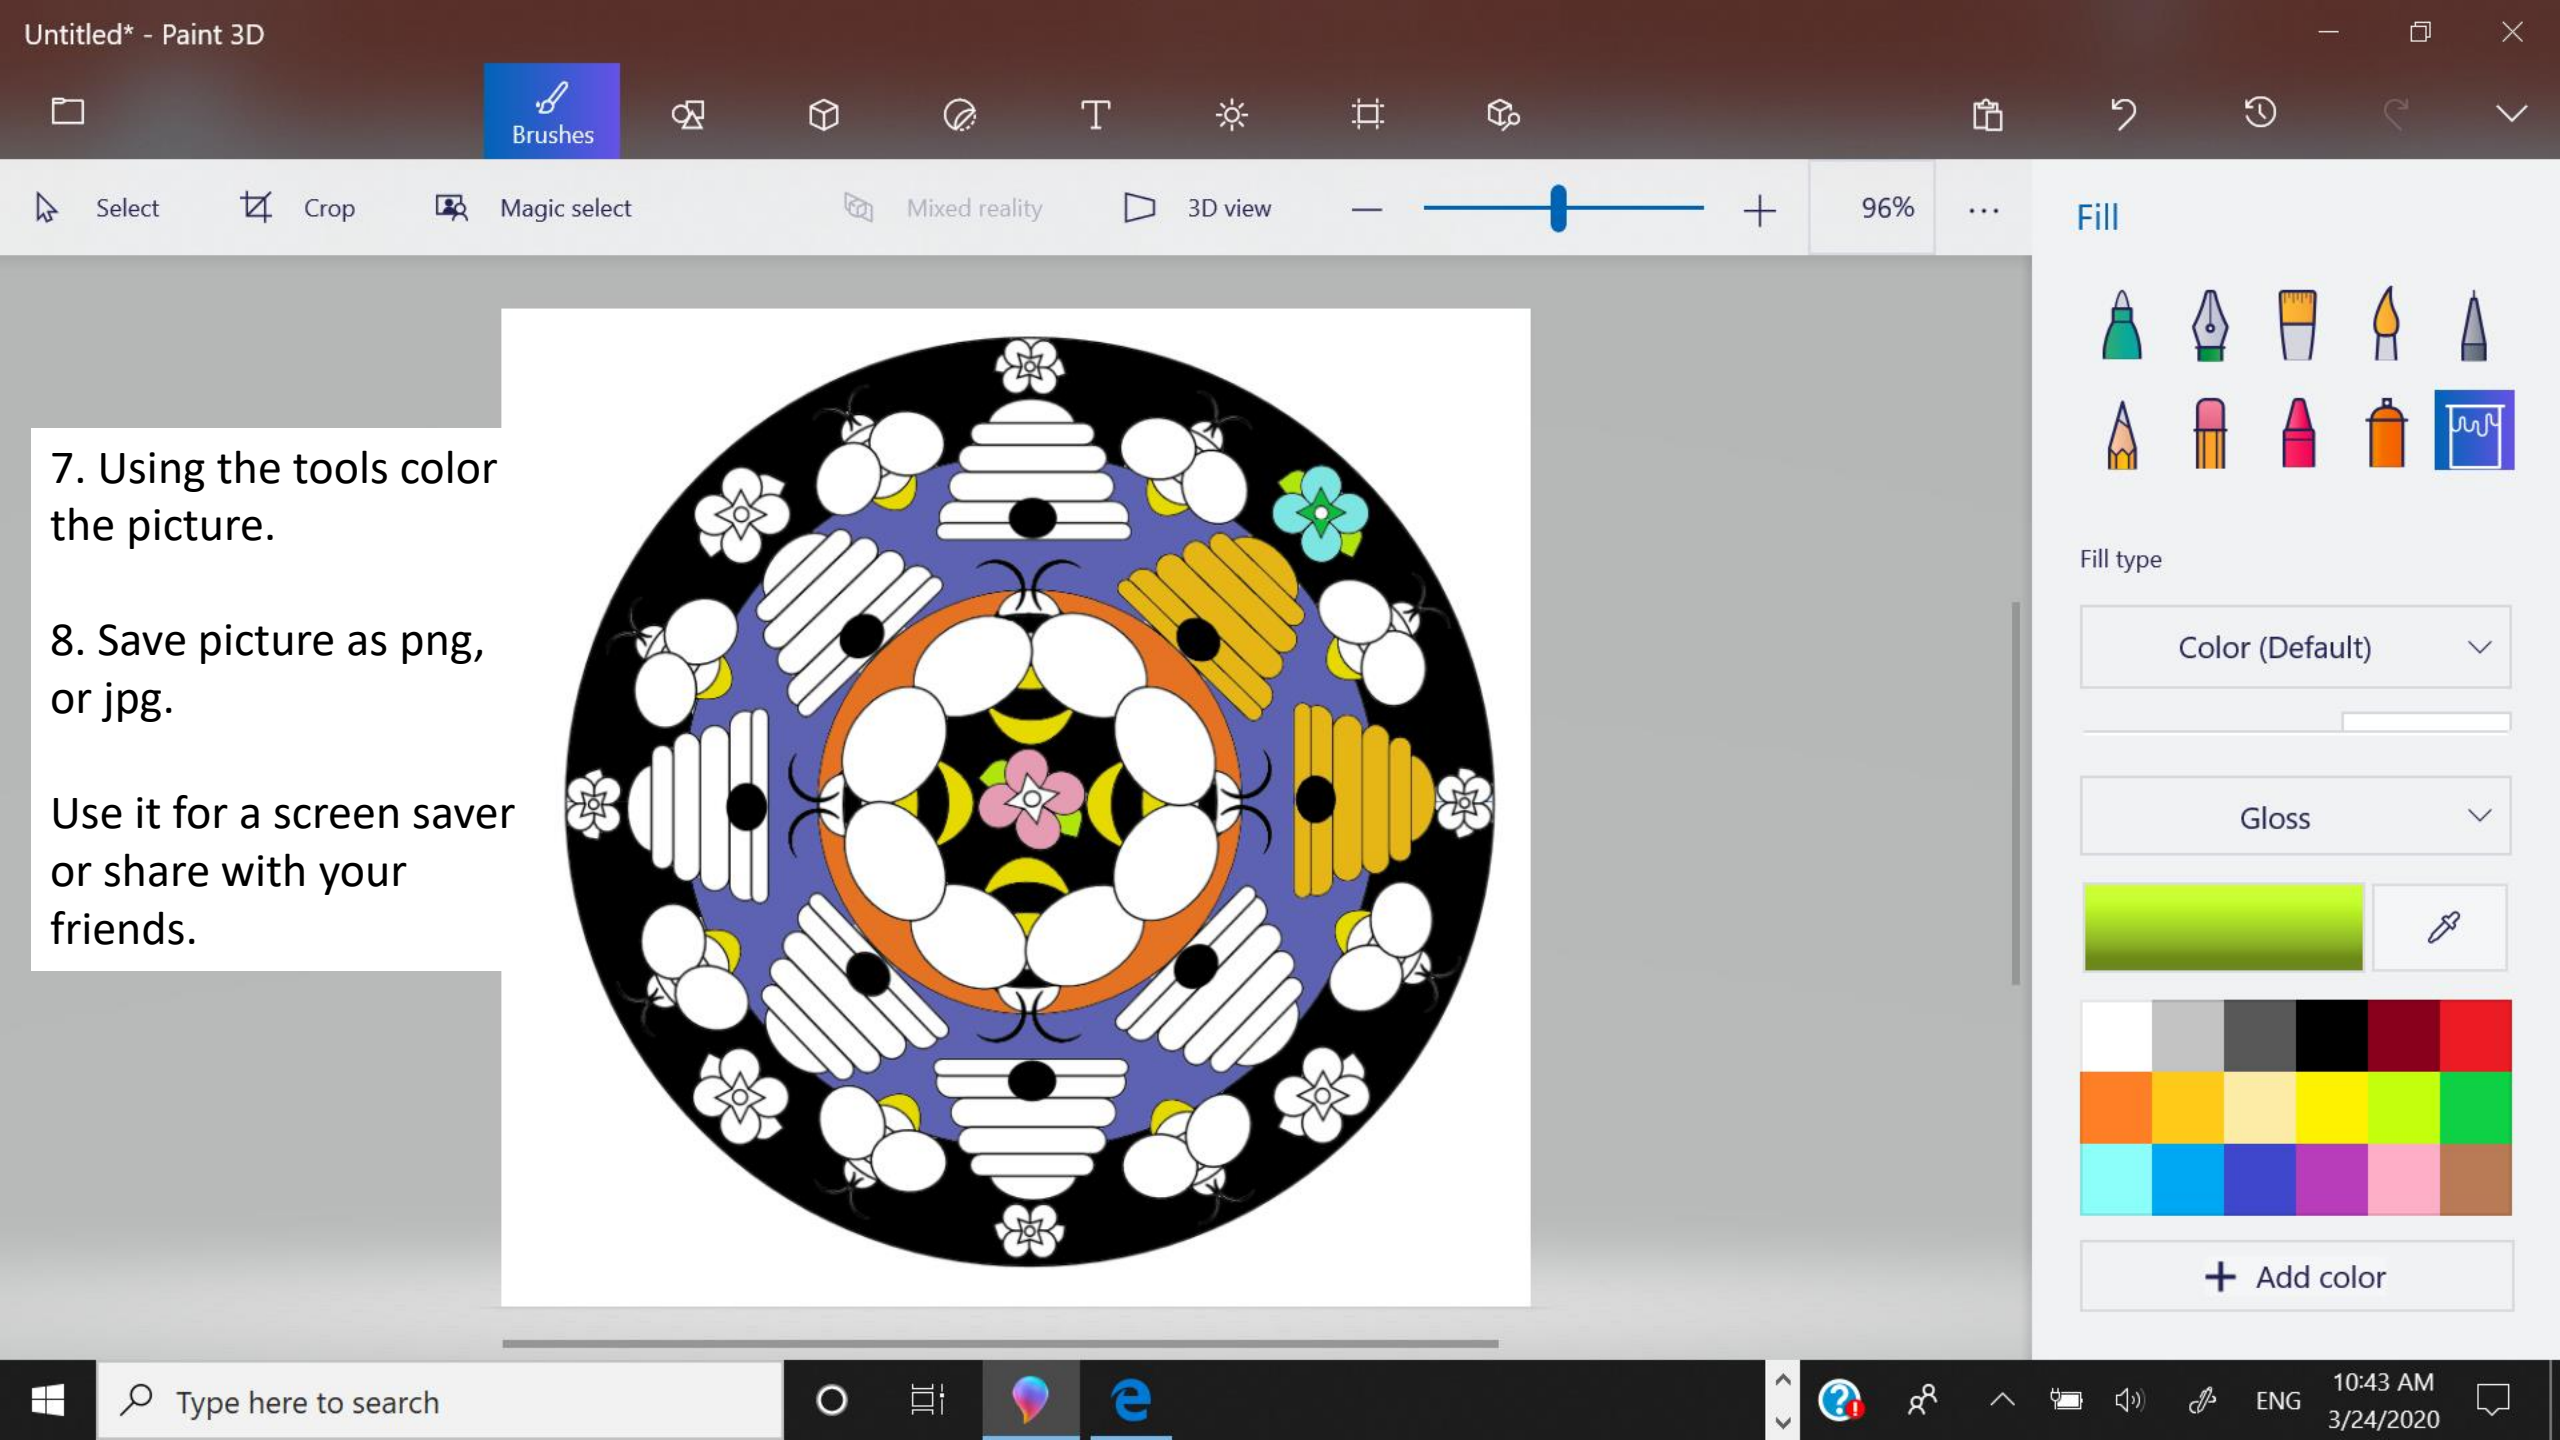 Untitled* - Paint 3D
Brushes
Select
Crop
Magic select
Mixed reality
3D view
96%
Fill
7. Using the tools color
the picture.
8. Save picture as png,
or jpg.
Use it for a screen saver
or share with your
friends.
Fill type
Color (Default)
Gloss
Add color
Type here to search
ENG
10:43 AM
3/24/2020